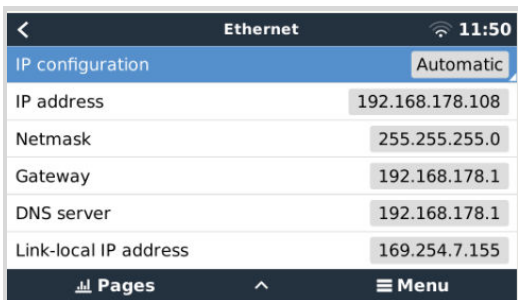 Ethernet 11:50
IP configuration Automatic
IP address 192.168.178.108
Netmask 255.255.255.0
Gateway 192.168.178.1
DNS server 192.168.178.1
Link-local IP address 169.254.7.155
Pages Menu